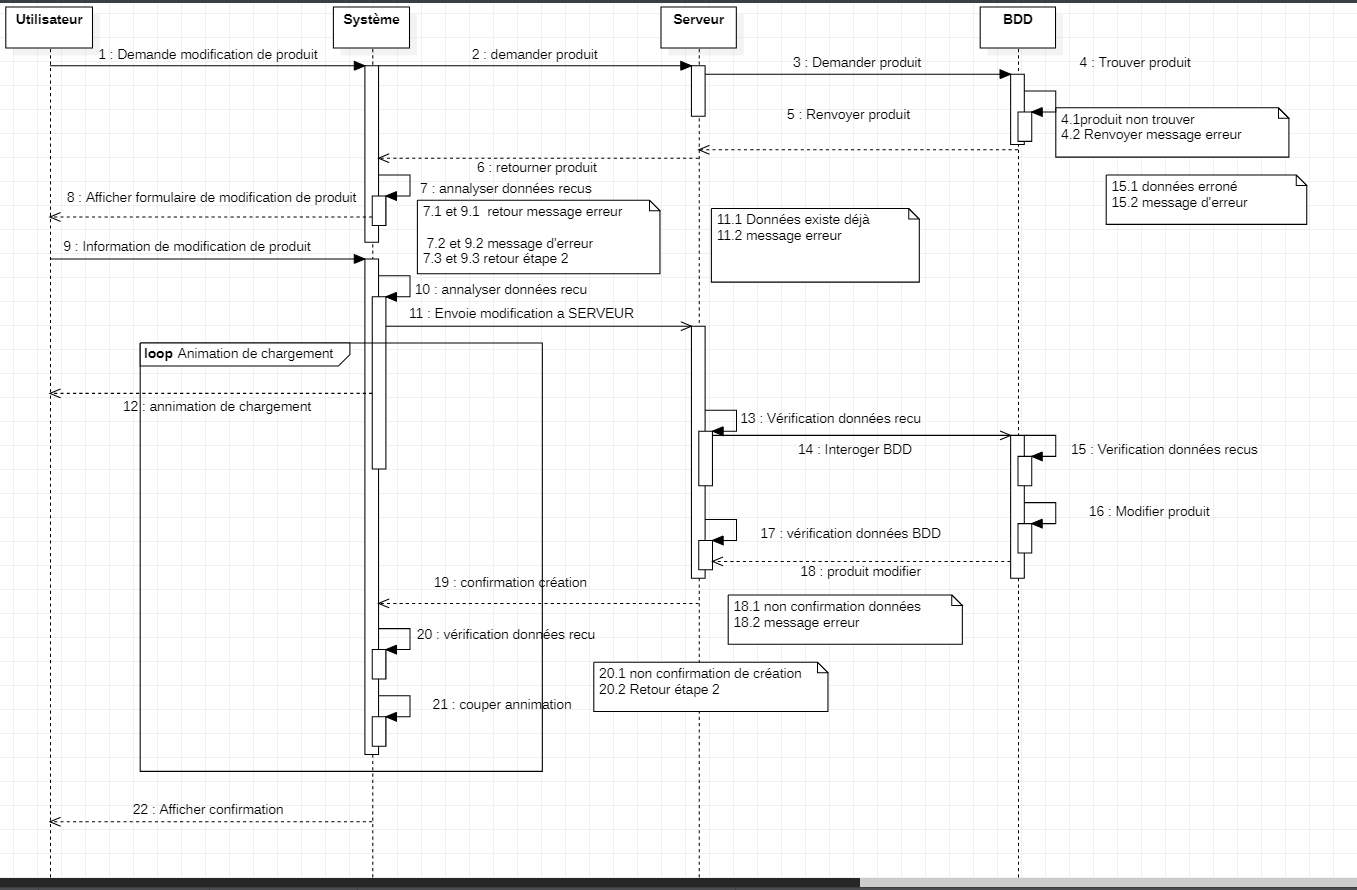 Utilisateur
Système
Serveur
BDD
1 : Demande modification de produit
2 : demander produit
3 : Demander produit
4 : Trouver produit
5 : Renvoyer produit
4.1produit non trouver
4.2 Renvoyer message erreur
6 : retourner produit
7 : annalyser données recus
8 : Afficher formulaire de modification de produit
15.1 données erroné
15.2 message d'erreur
7.1 et 9.1 retour message erreur
7.2 et 9.2 message d'erreur
7.3 et 9.3 retour étape 2
11.1 Données existe déjà
11.2 message erreur
9 : Information de modification de produit
10 : annalyser données recu
11 : Envoie modification a SERVEUR
loop Animation de chargement
12 : annimation de chargement
13 : Vérification données recu
14 : Interoger BDD
15 : Verification données recus
16 : Modifier produit
17 : vérification données BDD
18 : produit modifier
19 : confirmation création
18.1 non confirmation données
18.2 message erreur
20 : vérification données recu
20.1 non confirmation de création
20.2 Retour étape 2
21 : couper annimation
22 : Afficher confirmation